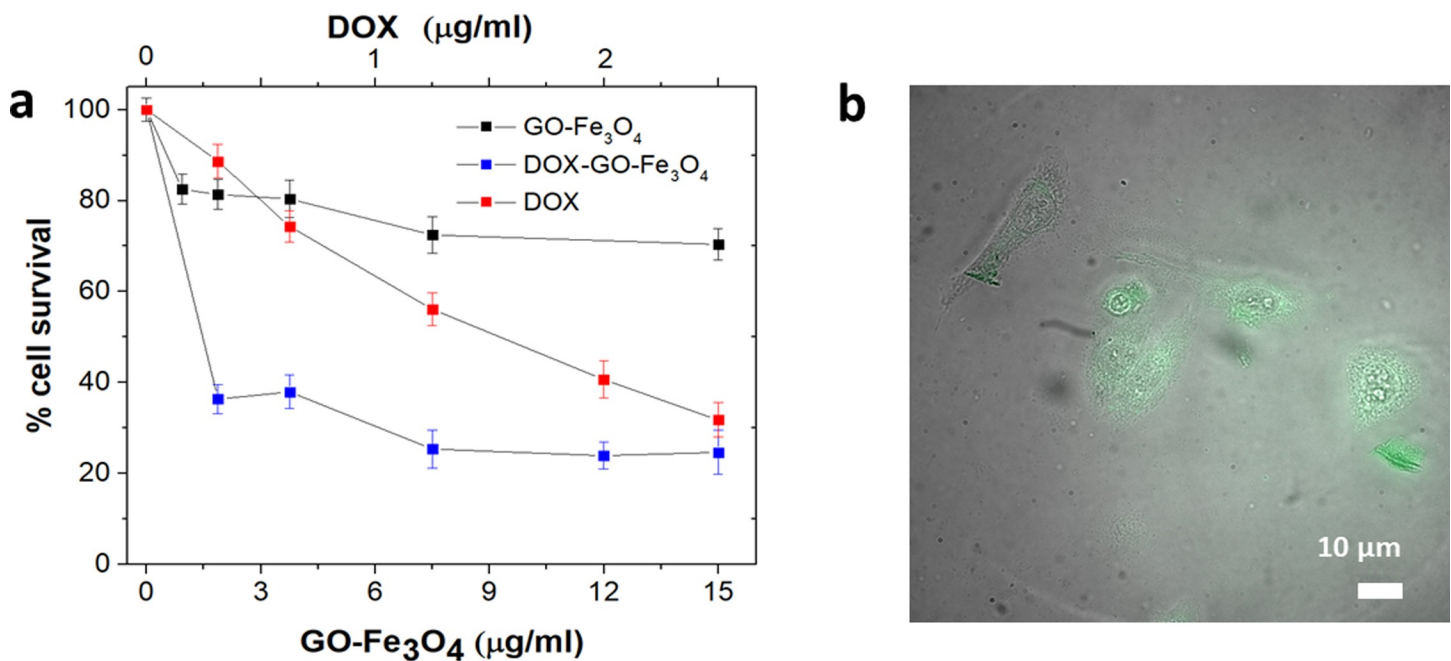 DOX (μg/ml)
0 1 2
a
b
100
80
60
40
20
0
% cell survival
GO-Fe₃O₄
DOX-GO-Fe₃O₄
DOX
0 3 6 9 12 15
GO-Fe₃O₄ (μg/ml)
10 μm